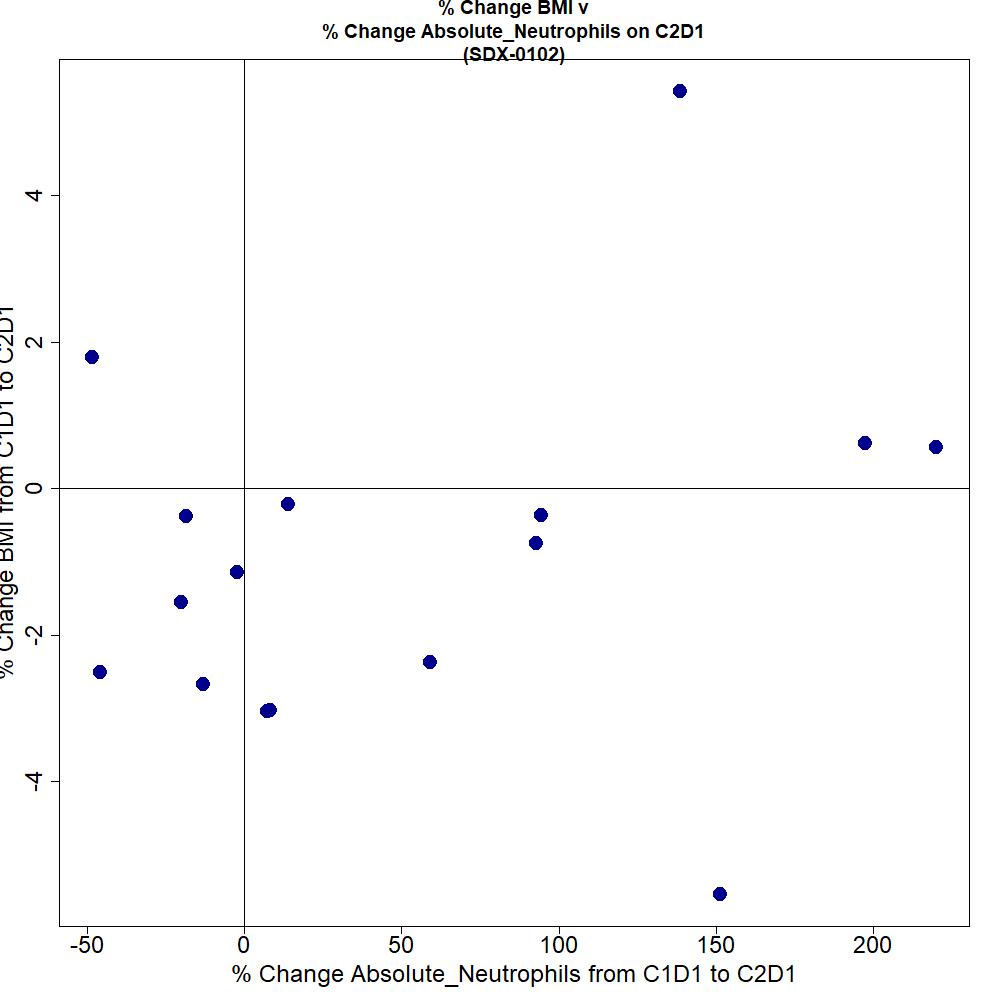 % Change BMI v
% Change Absolute_Neutrophils on C2D1
(SDX-0102)
% Change BMI from C1D1 to C2D1
4
2
0
-2
-4
-50
0
50
100
150
200
% Change Absolute_Neutrophils from C1D1 to C2D1